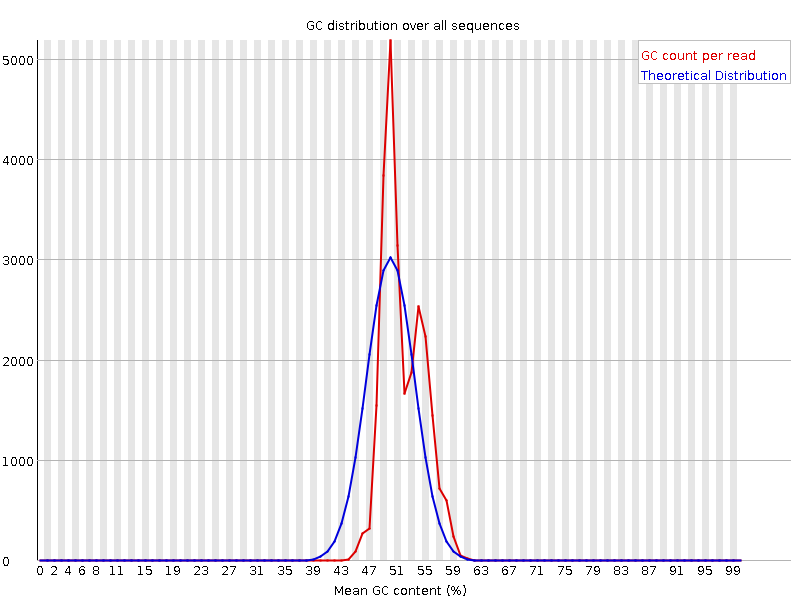 GC distribution over all sequences
GC count per read
Theoretical Distribution
5000
4000
3000
2000
1000
0
0 2 4 6 8 11 15 19 23 27 31 35 39 43 47 51 55 59 63 67 71 75 79 83 87 91 95 99
Mean GC content (%)